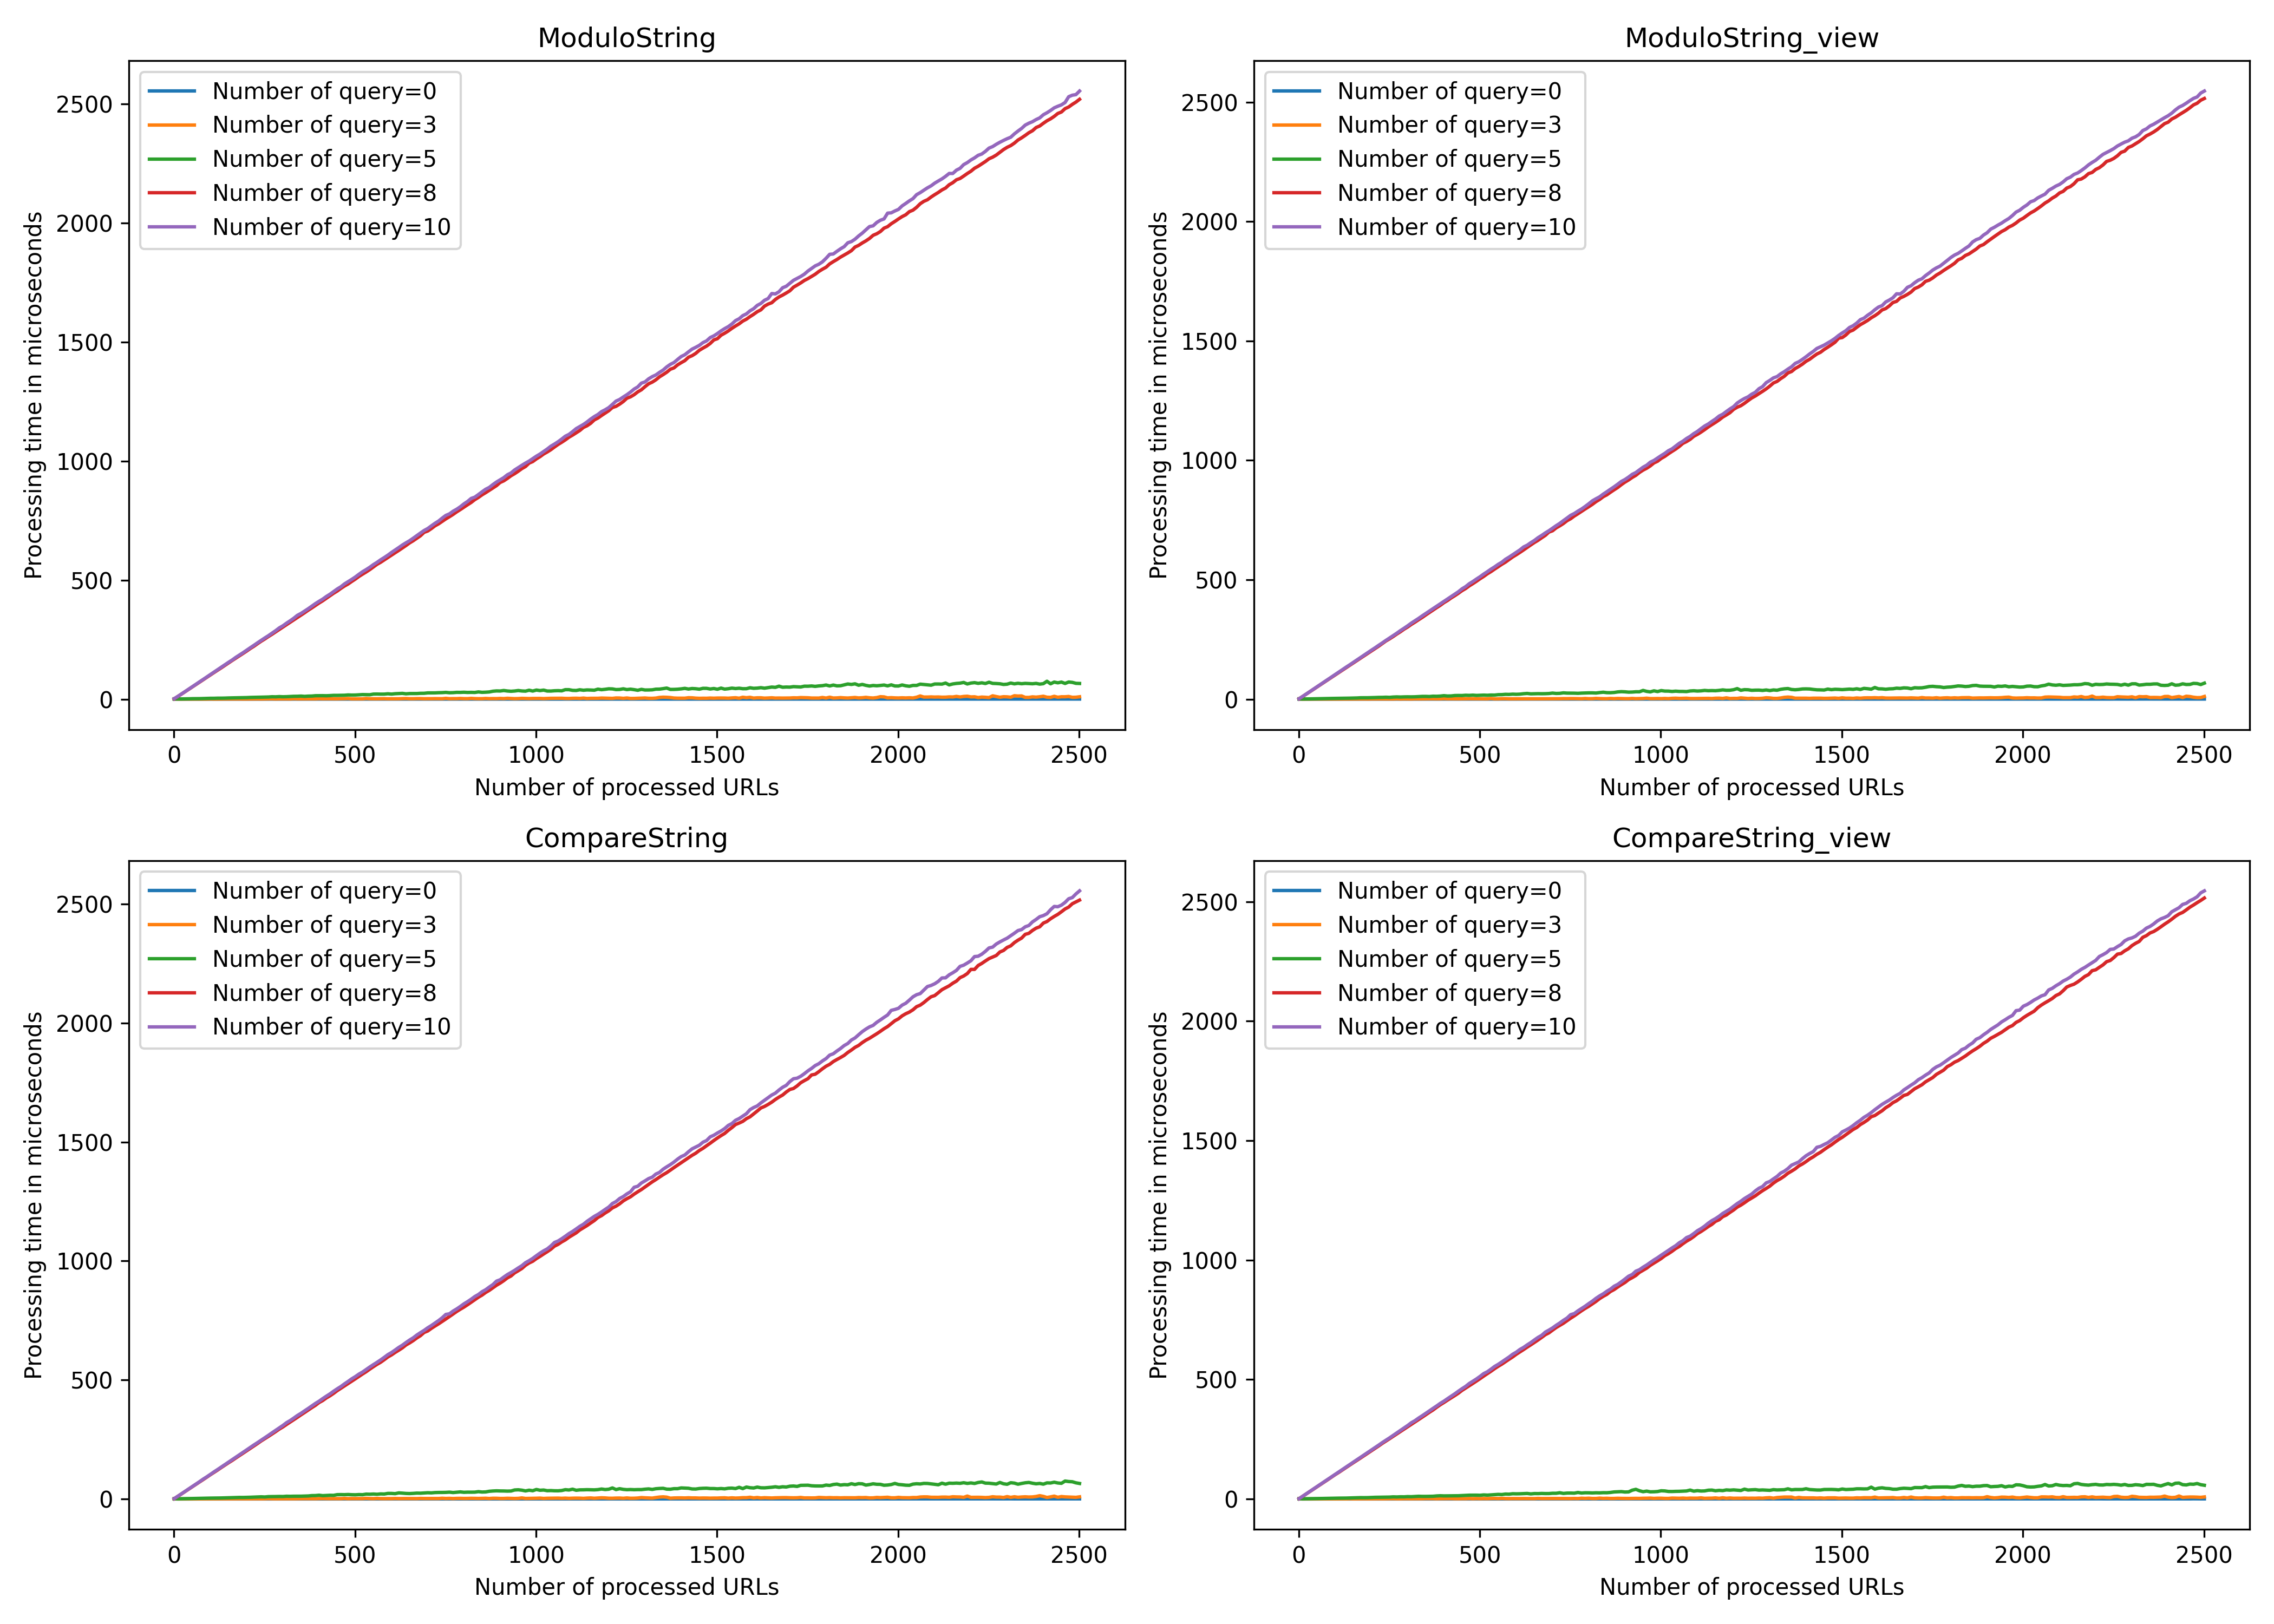 ModuloString
Number of query=0
Number of query=3
Number of query=5
Number of query=8
Number of query=10
Processing time in microseconds
2500
2000
1500
1000
500
0
0 500 1000 1500 2000 2500
Number of processed URLs
ModuloString_view
Number of query=0
Number of query=3
Number of query=5
Number of query=8
Number of query=10
Processing time in microseconds
2500
2000
1500
1000
500
0
0 500 1000 1500 2000 2500
Number of processed URLs
CompareString
Number of query=0
Number of query=3
Number of query=5
Number of query=8
Number of query=10
Processing time in microseconds
2500
2000
1500
1000
500
0
0 500 1000 1500 2000 2500
Number of processed URLs
CompareString_view
Number of query=0
Number of query=3
Number of query=5
Number of query=8
Number of query=10
Processing time in microseconds
2500
2000
1500
1000
500
0
0 500 1000 1500 2000 2500
Number of processed URLs